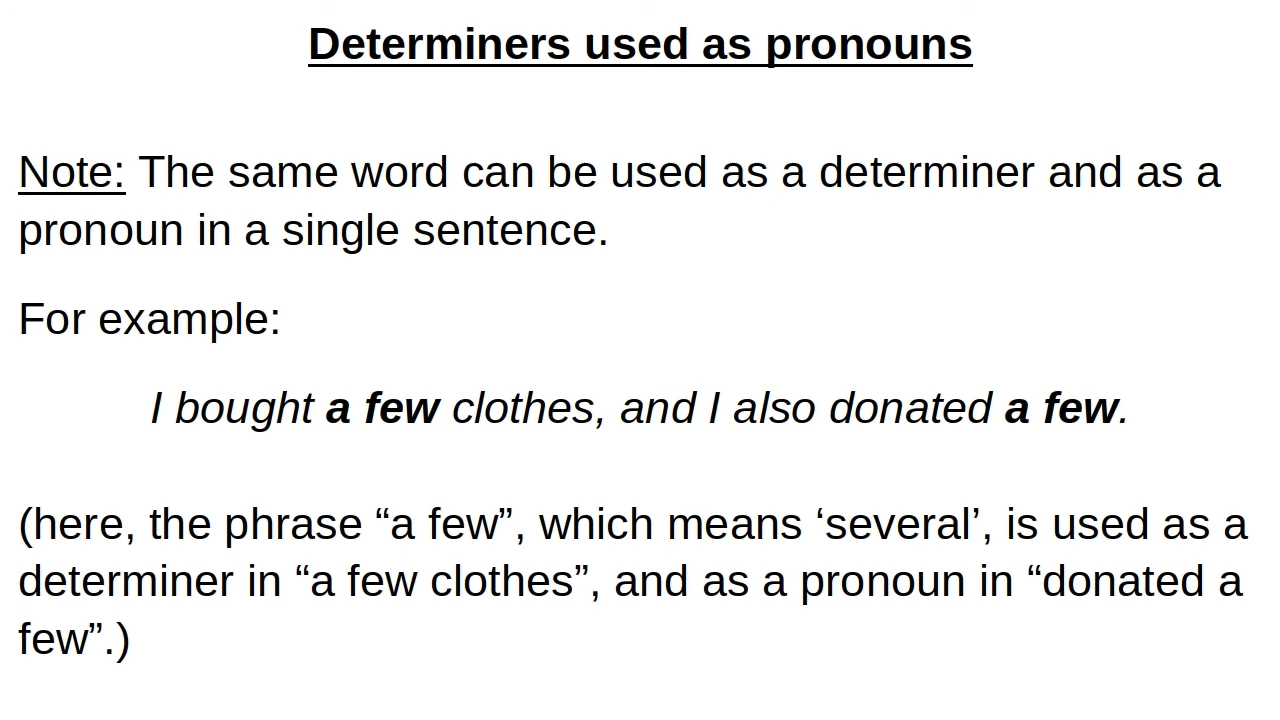 Determiners used as pronouns
Note: The same word can be used as a determiner and as a
pronoun in a single sentence.
For example:
I bought a few clothes, and I also donated a few.
(here, the phrase “a few”, which means ‘several’, is used as a
determiner in “a few clothes”, and as a pronoun in “donated a
few”.)